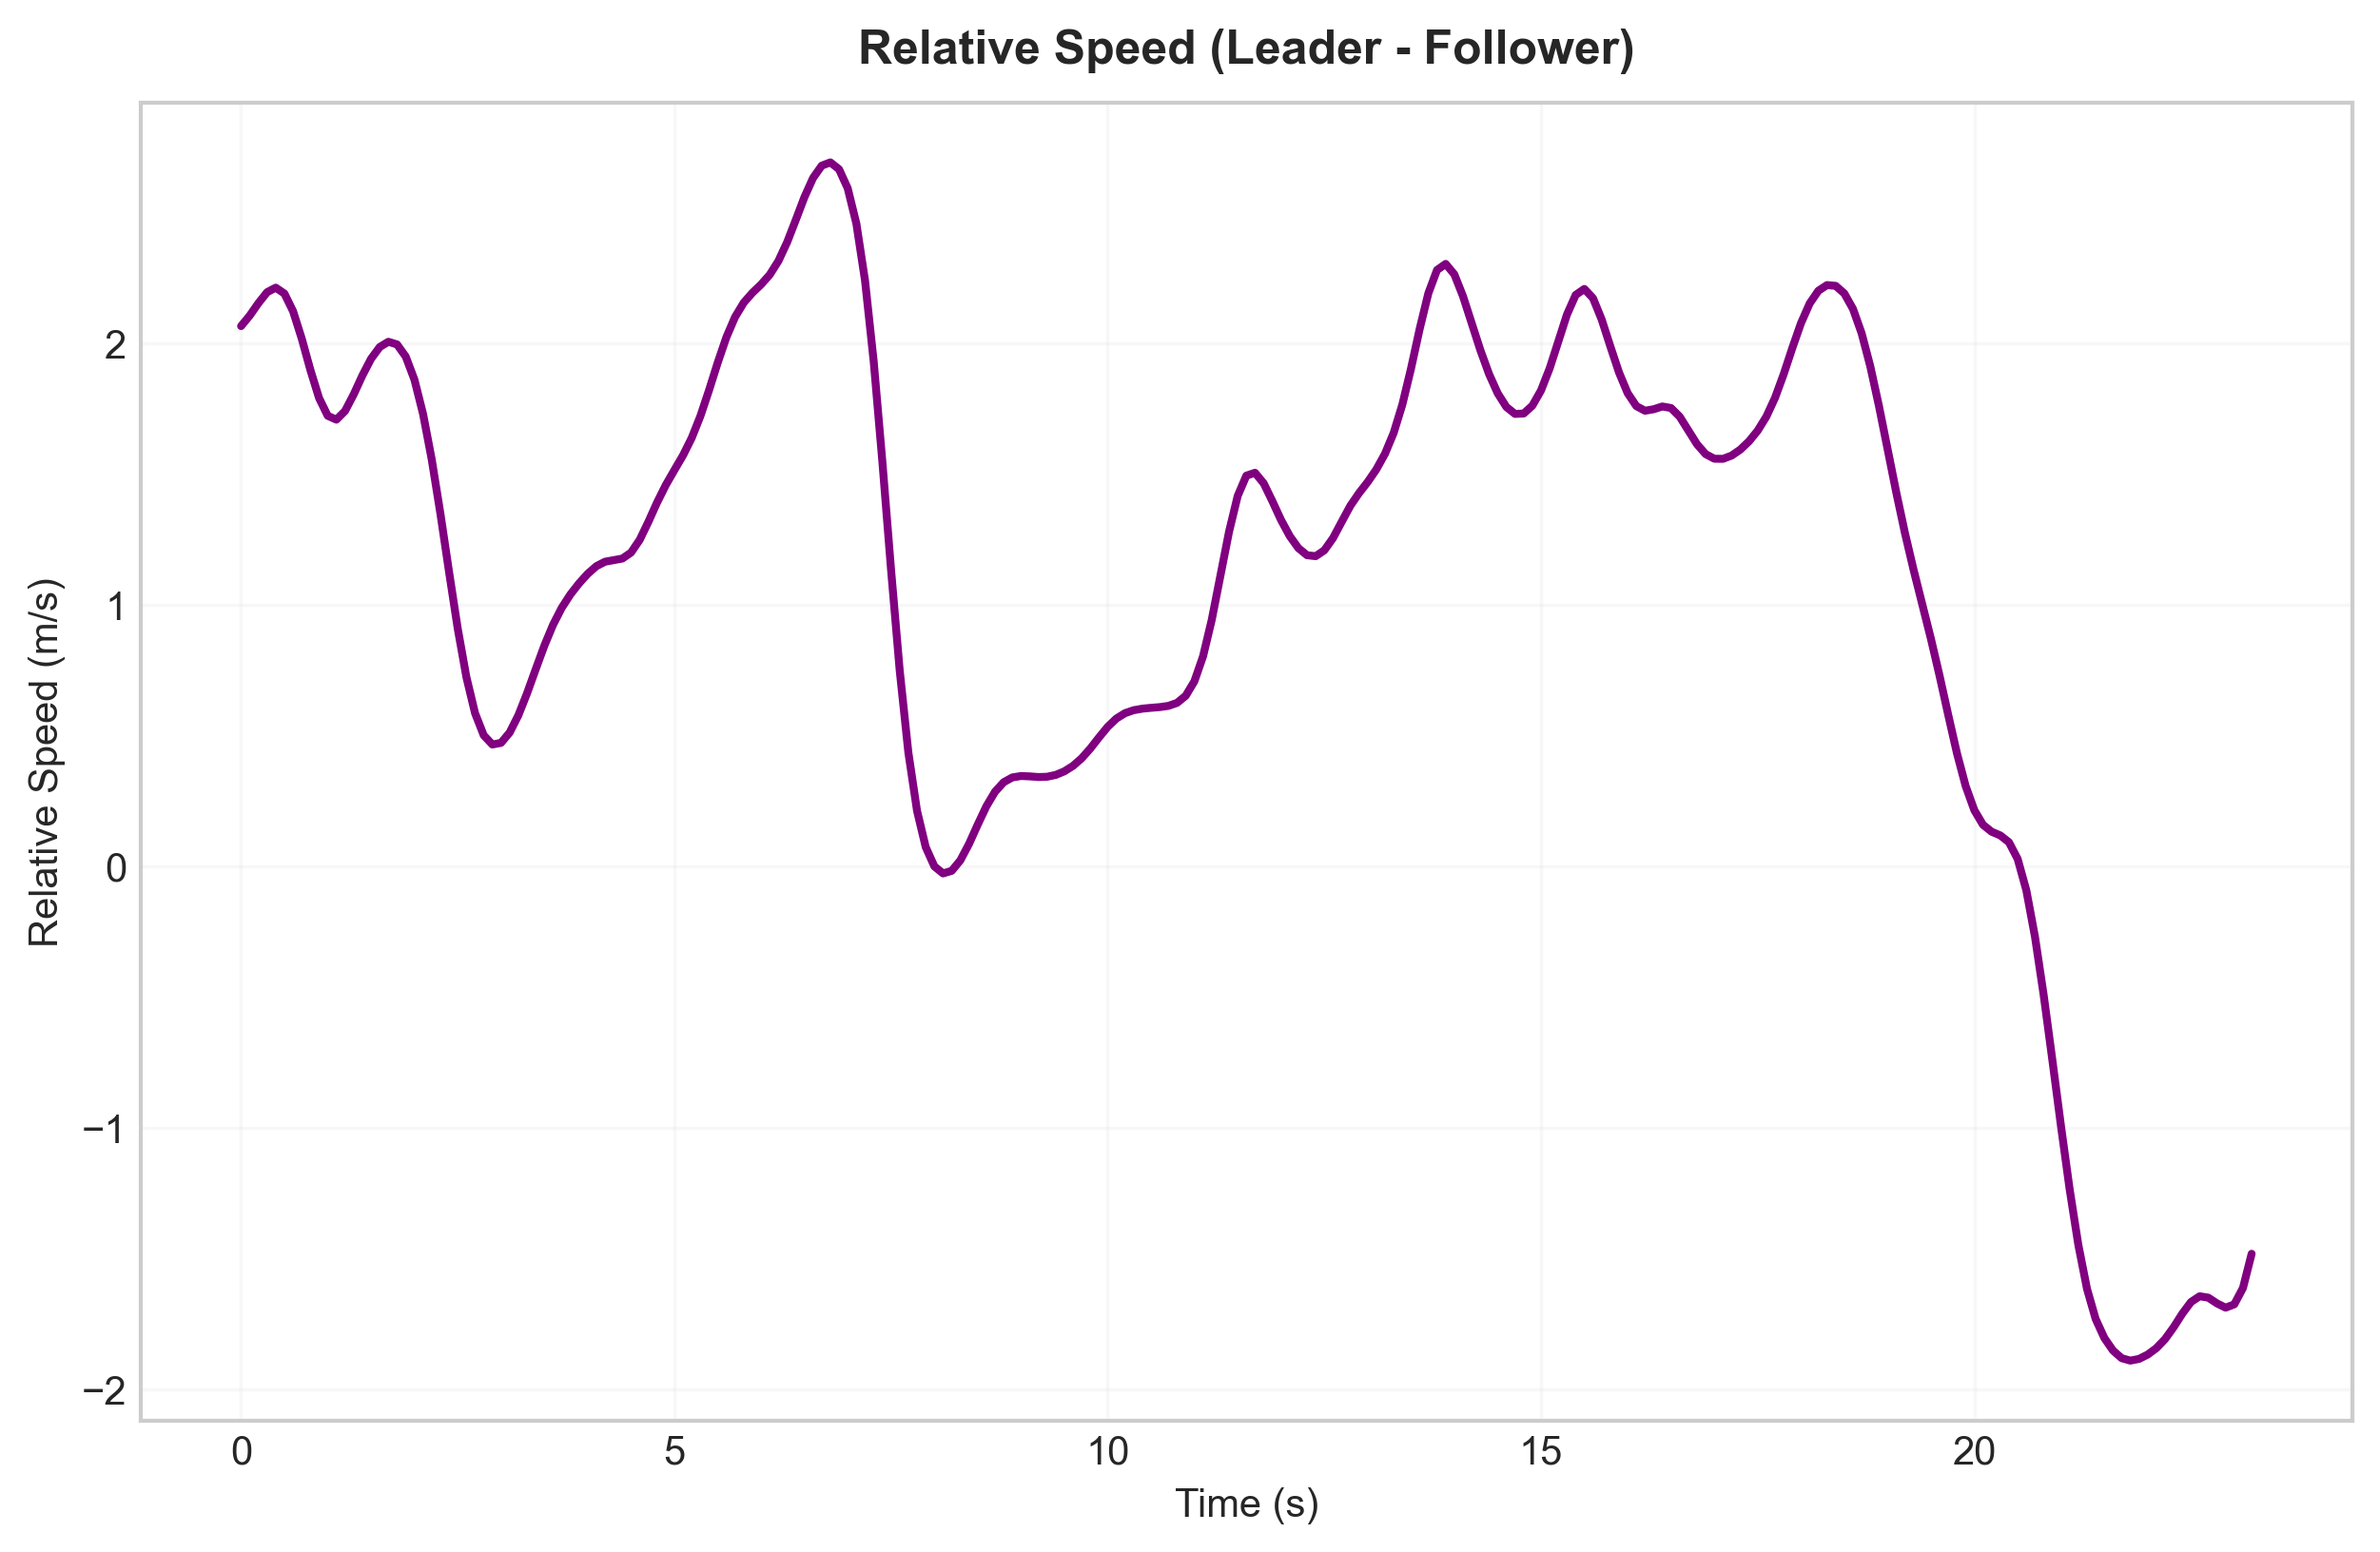 Relative Speed (Leader - Follower)
Relative Speed (m/s)
2
1
0
−1
−2
0 5 10 15 20
Time (s)